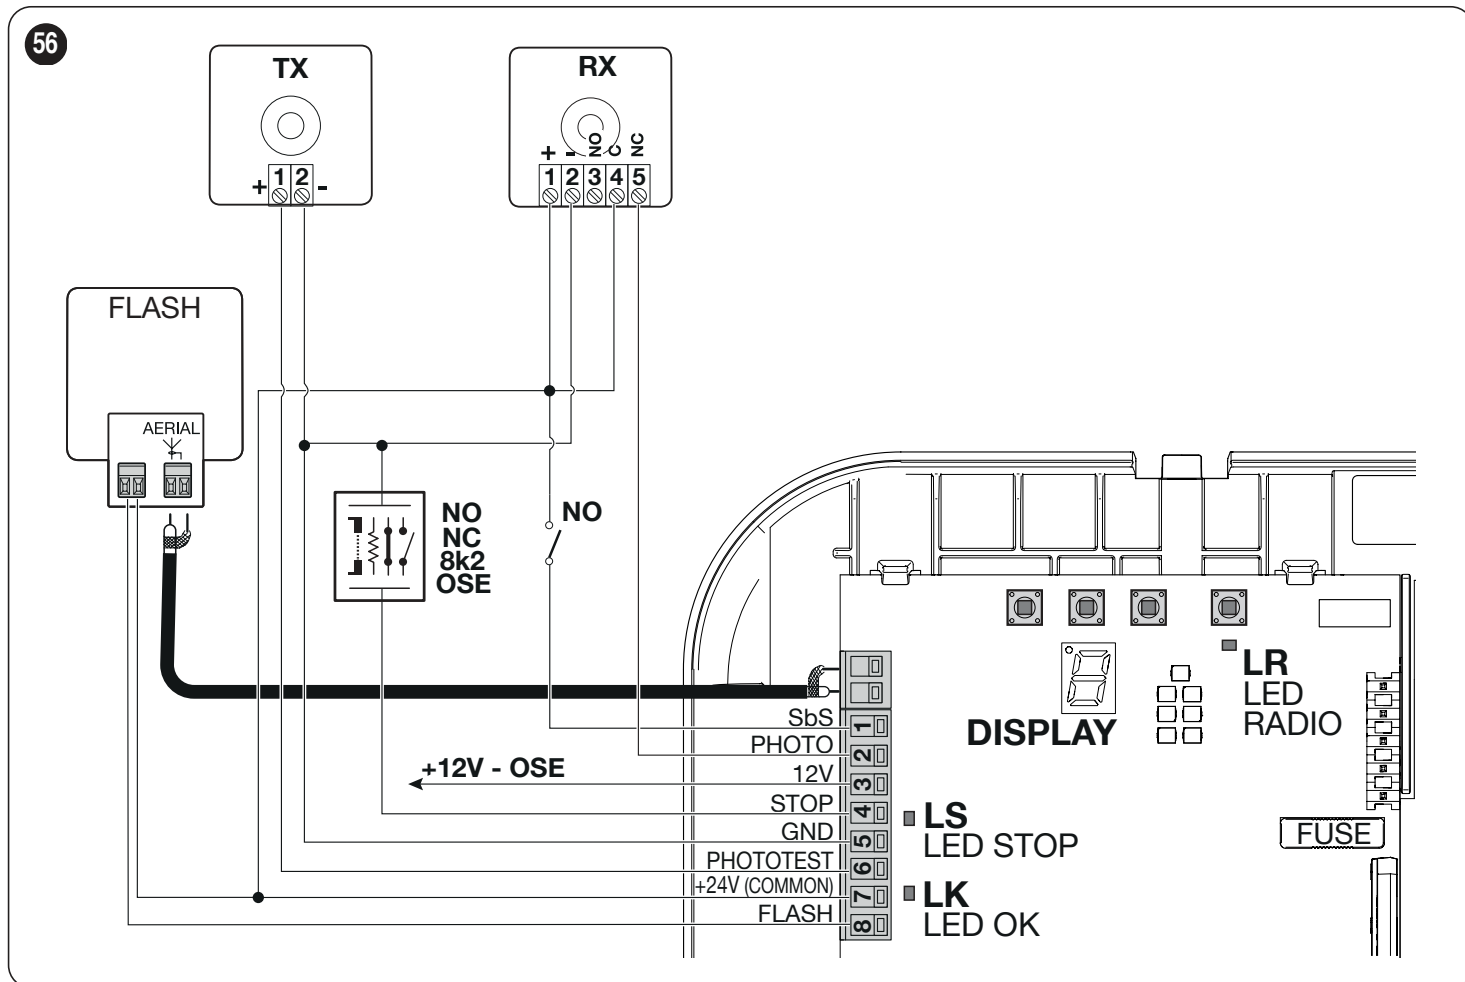 56
TX
+ 1 2 -
RX
+ - NO C NC
1 2 3 4 5
FLASH
AERIAL
NO
NC
8k2
OSE
NO
SbS 1
PHOTO 2
+12V - OSE
12V 3
STOP 4
GND 5
PHOTOTEST 6
+24V (COMMON) 7
FLASH 8
DISPLAY
LR
LED
RADIO
LS
LED STOP
LK
LED OK
FUSE